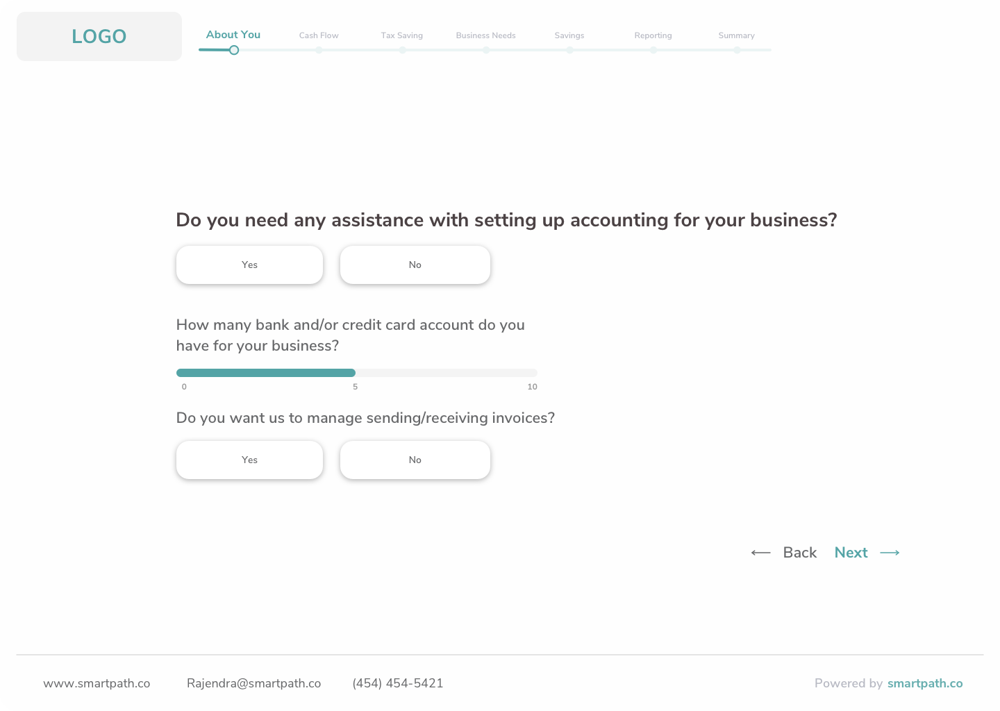 LOGO
About You
Cash Flow
Tax Saving
Business Needs
Savings
Reporting
Summary
Do you need any assistance with setting up accounting for your business?
Yes
No
How many bank and/or credit card account do you
have for your business?
0
5
10
Do you want us to manage sending/receiving invoices?
Yes
No
Back
Next
www.smartpath.co
Rajendra@smartpath.co
(454) 454-5421
Powered by smartpath.co